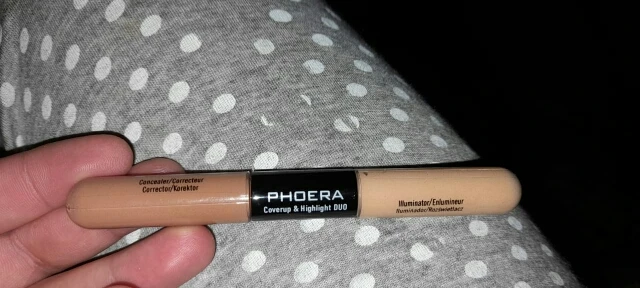 Concealer/Correcteur
Corrector/Korektor
PHOERA
Coverup & Highlight DUO
Illuminator/Enlumineur
Iluminador/Rozświetlacz